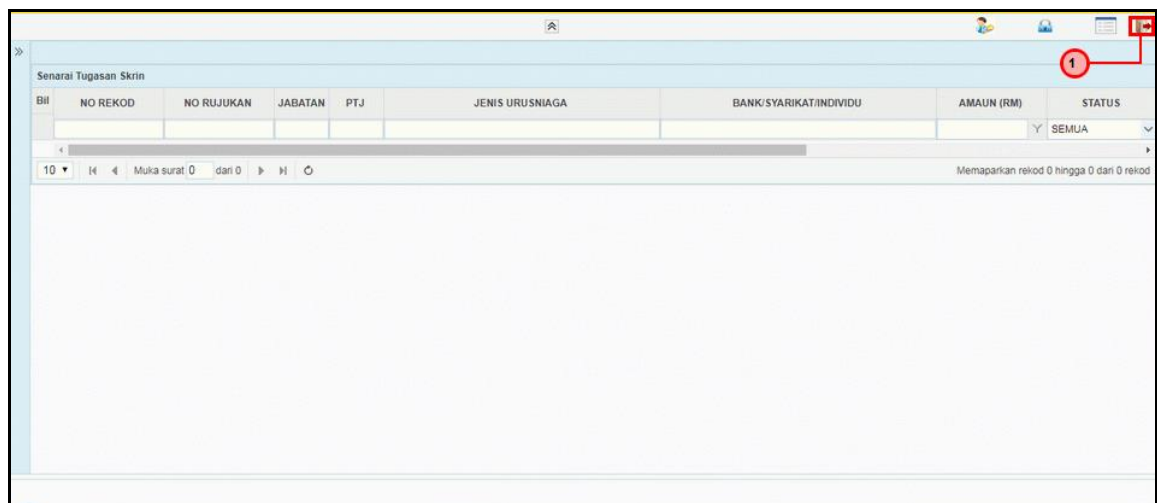 1
Senarai Tugasan Skrin
Bil NO REKOD NO RUJUKAN JABATAN PTJ JENIS URUSNIAGA BANK/SYARIKAT/INDIVIDU AMAUN (RM) STATUS
SEMUA
10 Muka surat 0 dari 0 Memaparkan rekod 0 hingga 0 dari 0 rekod